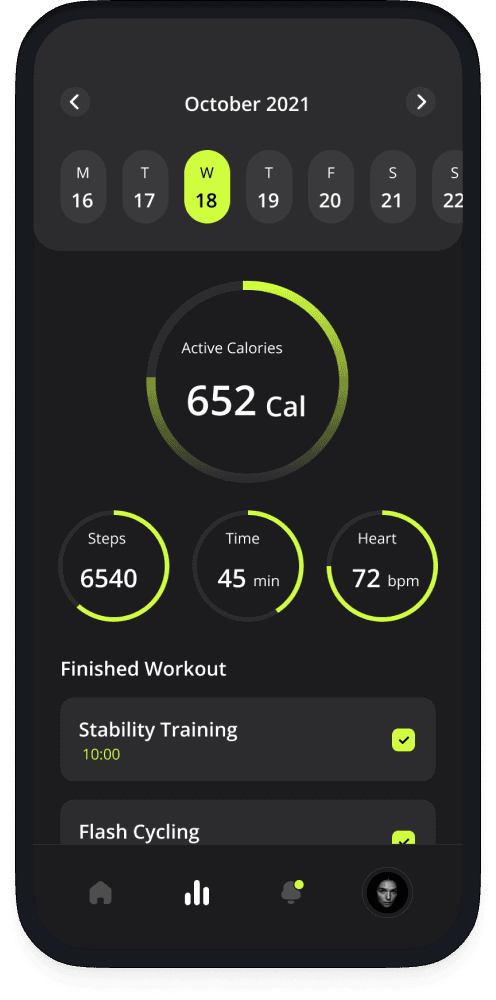 October 2021
M T W T F S S
16 17 18 19 20 21 22
Active Calories
652 Cal
Steps Time Heart
6540 45 min 72 bpm
Finished Workout
Stability Training
10:00
Flash Cycling